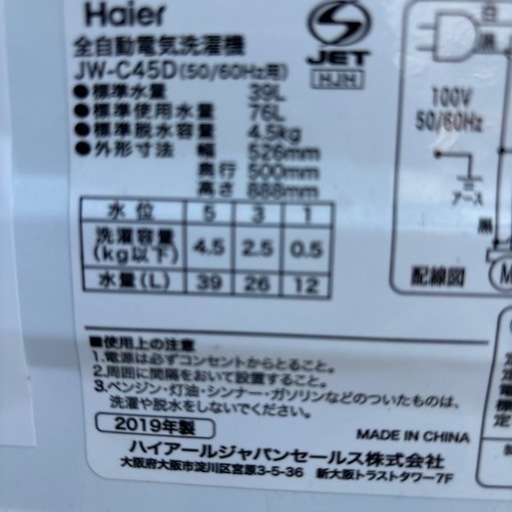 Haier
全自動電気洗濯機
JW-C45D(50/60Hz用)
●標準水量 39L
●標準使用水量 76L
●標準脱水容量 4.5kg
●外形寸法 幅 526mm
奥行 500mm
高さ 888mm
水位 5 3 1
洗濯容量(kg以下) 4.5 2.5 0.5
水量(L) 39 26 12
■使用上の注意
1.電源は必ずコンセントからとること。
2.周囲に間隔をおいて設置すること。
3.ベンジン・灯油・シンナー・ガソリンなどのついたものは、
洗濯や脱水をしないでください。
2019年製
MADE IN CHINA
ハイアールジャパンセールス株式会社
大阪府大阪市淀川区宮原3-5-36 新大阪トラストタワー7F
S
JET
HJH
白
黒
100V
50/60Hz
アース
黒
配線図
M
定
定